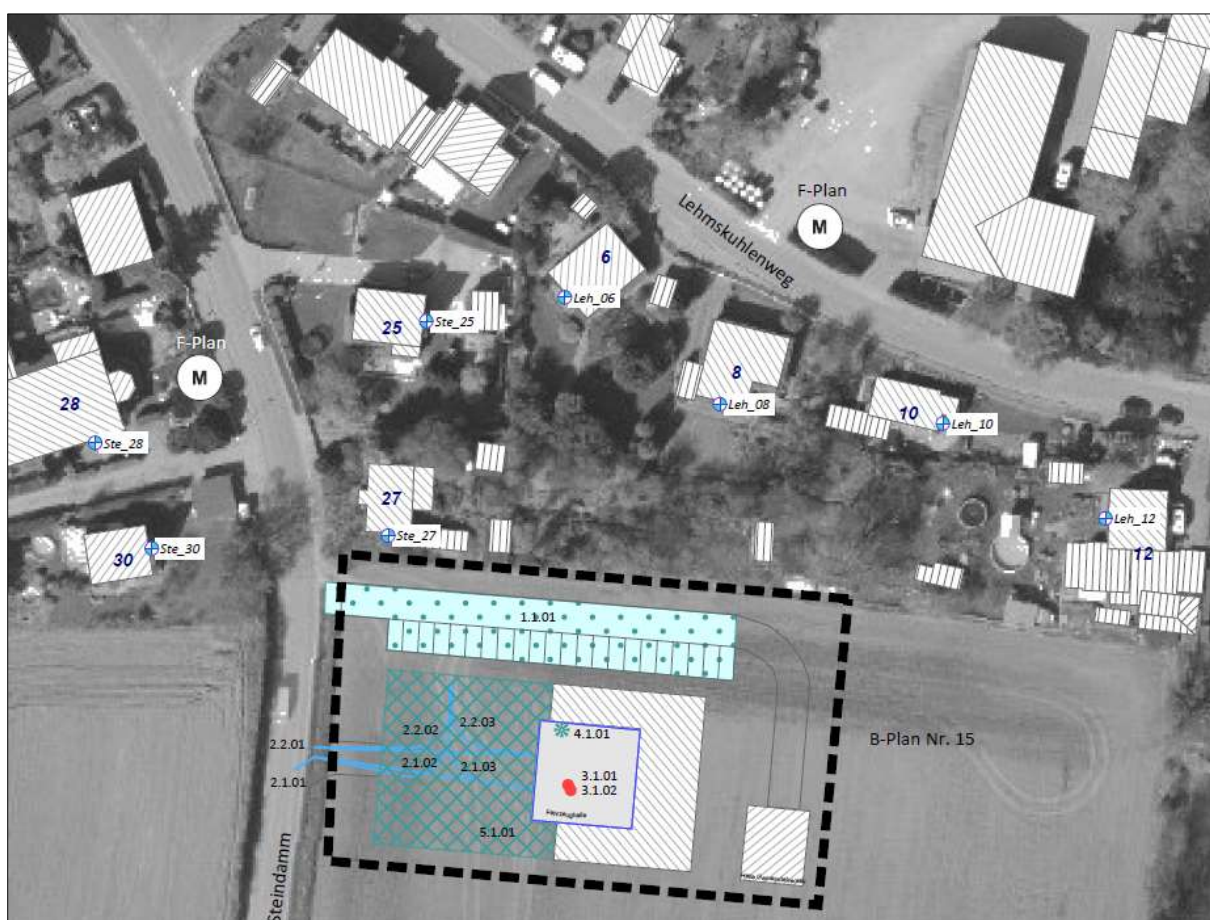 F-Plan
M
Lehmskuhlenweg
6
Leh_06
25
Ste_25
F-Plan
M
8
Leh_08
28
Ste_28
10
Leh_10
27
Ste_27
Leh_12
12
30
Ste_30
1.1.01
2.2.02
2.2.03
4.1.01
2.2.01
B-Plan Nr. 15
2.1.02
2.1.03
2.1.01
3.1.01
3.1.02
Fahrzeughalle
5.1.01
Steindamm